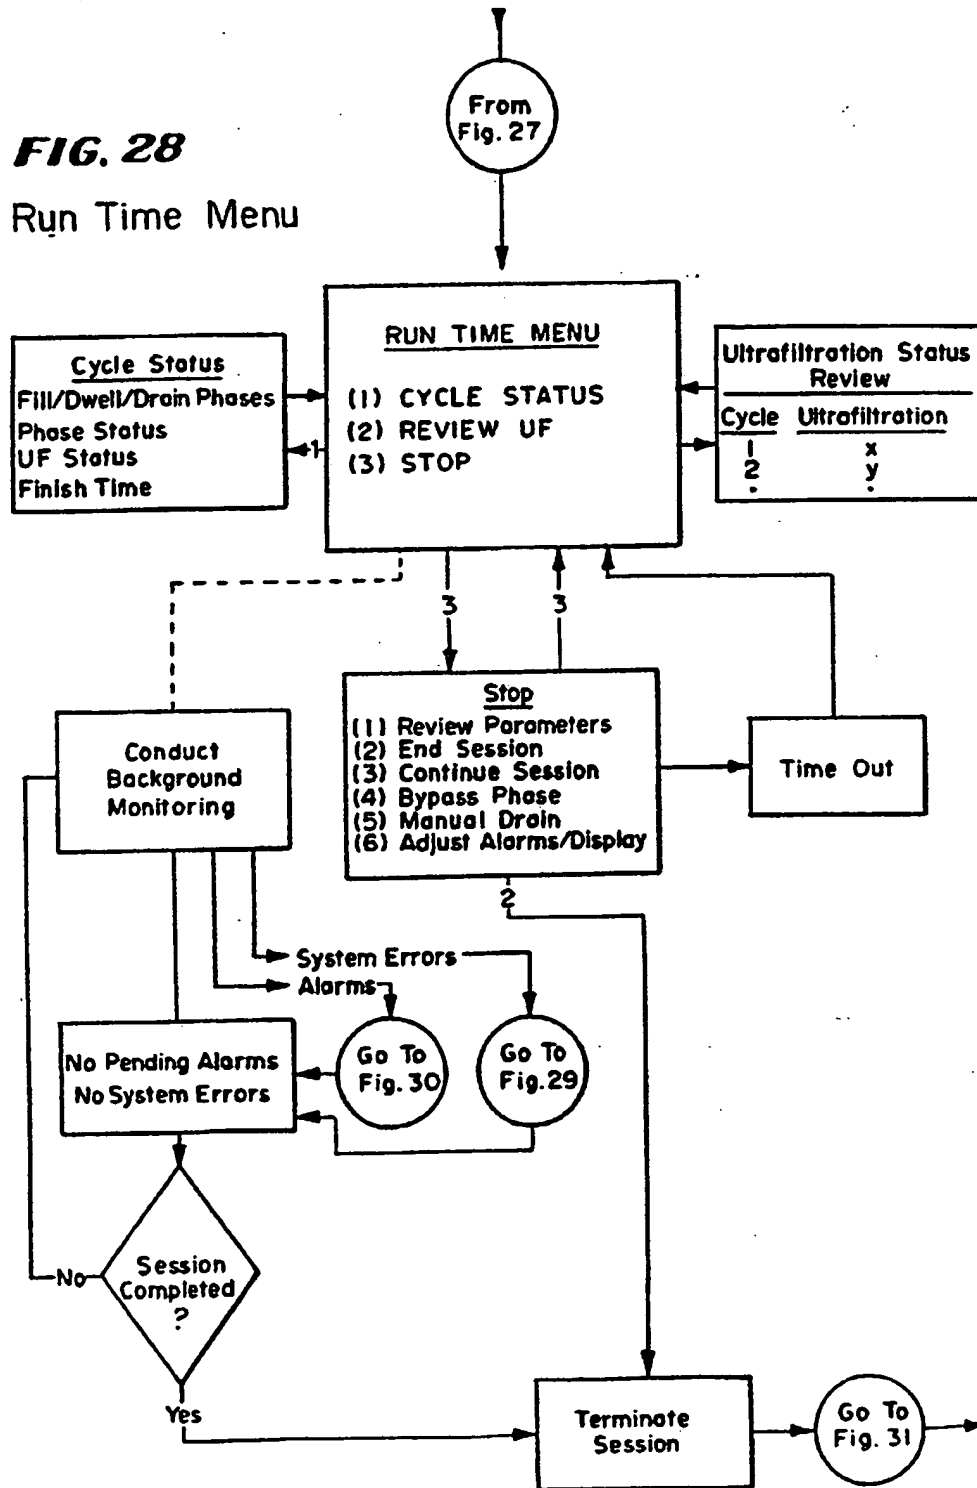 From
Fig. 27
FIG. 28
Run Time Menu
Cycle Status
Fill/Dwell/Drain Phases
Phase Status
UF Status
Finish Time
1
RUN TIME MENU
(1) CYCLE STATUS
(2) REVIEW UF
(3) STOP
Ultrafiltration Status
Review
Cycle Ultrafiltration
1 x
2 y
. .
3
3
Stop
(1) Review Parameters
(2) End Session
(3) Continue Session
(4) Bypass Phase
(5) Manual Drain
(6) Adjust Alarms/Display
Time Out
Conduct
Background
Monitoring
2
System Errors
Alarms
No Pending Alarms
No System Errors
Go To
Fig. 30
Go To
Fig. 29
Session
Completed
?
No
Yes
Terminate
Session
Go To
Fig. 31